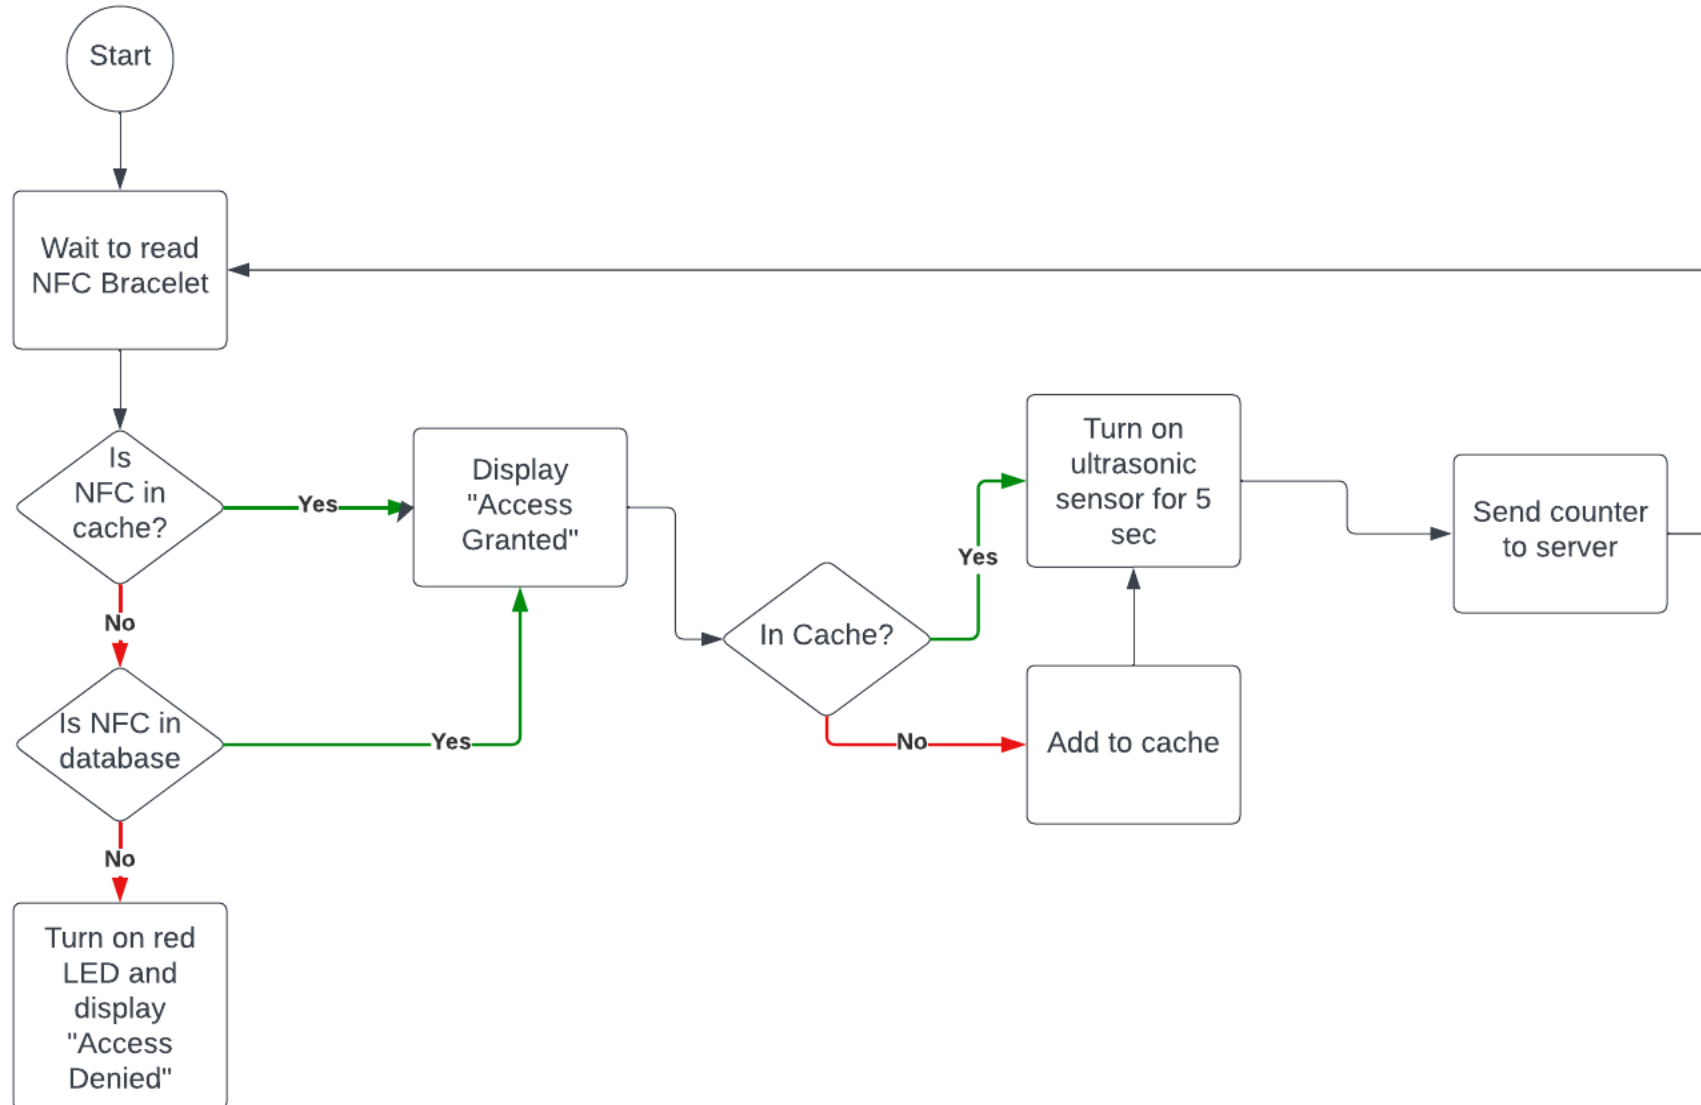 Start
Wait to read
NFC Bracelet
Is
NFC in
cache?
Yes
Display
"Access
Granted"
No
Is NFC in
database
Yes
No
Turn on red
LED and
display
"Access
Denied"
In Cache?
Yes
No
Turn on
ultrasonic
sensor for 5
sec
Add to cache
Send counter
to server